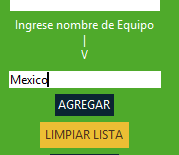 Ingrese nombre de Equipo
|
V
Mexico
AGREGAR
LIMPIAR LISTA